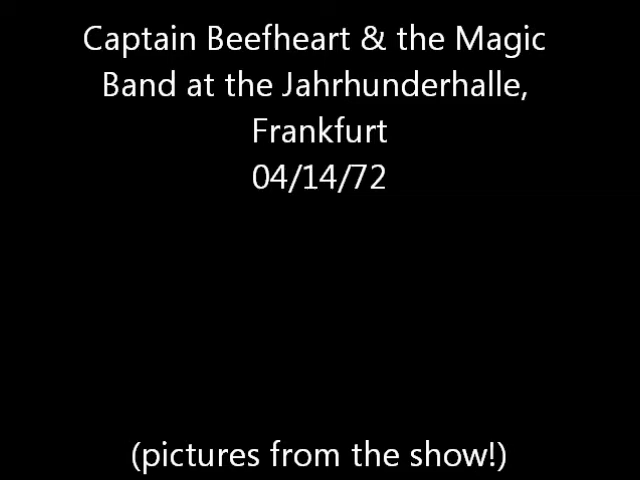 Captain Beefheart & the Magic
Band at the Jahrhunderhalle,
Frankfurt
04/14/72
(pictures from the show!)